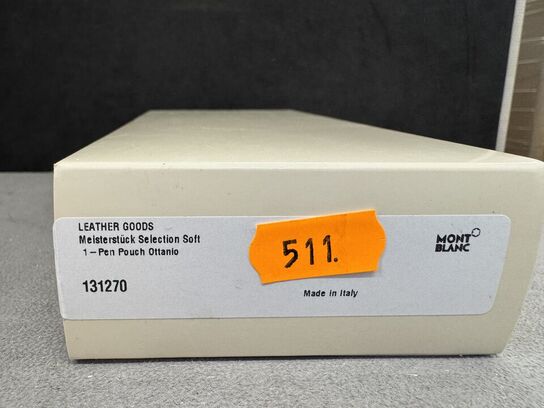 LEATHER GOODS
Meisterstück Selection Soft
1-Pen Pouch Ottanio
131270
511.
Made in Italy
MONT
BLANC